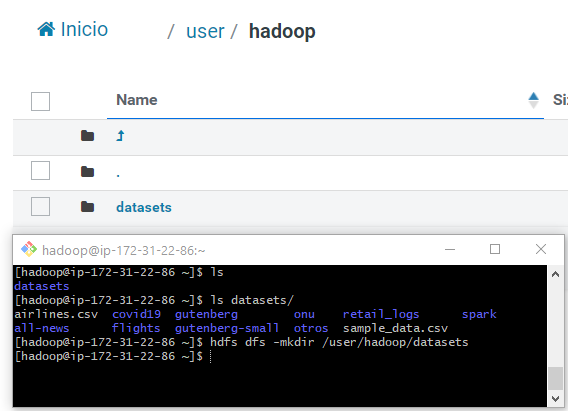 Inicio / user / hadoop
Name
.
datasets
hadoop@ip-172-31-22-86:~
[hadoop@ip-172-31-22-86 ~]$ ls
datasets
[hadoop@ip-172-31-22-86 ~]$ ls datasets/
airlines.csv covid19 gutenberg onu retail_logs spark
all-news flights gutenberg-small otros sample_data.csv
[hadoop@ip-172-31-22-86 ~]$ hdfs dfs -mkdir /user/hadoop/datasets
[hadoop@ip-172-31-22-86 ~]$